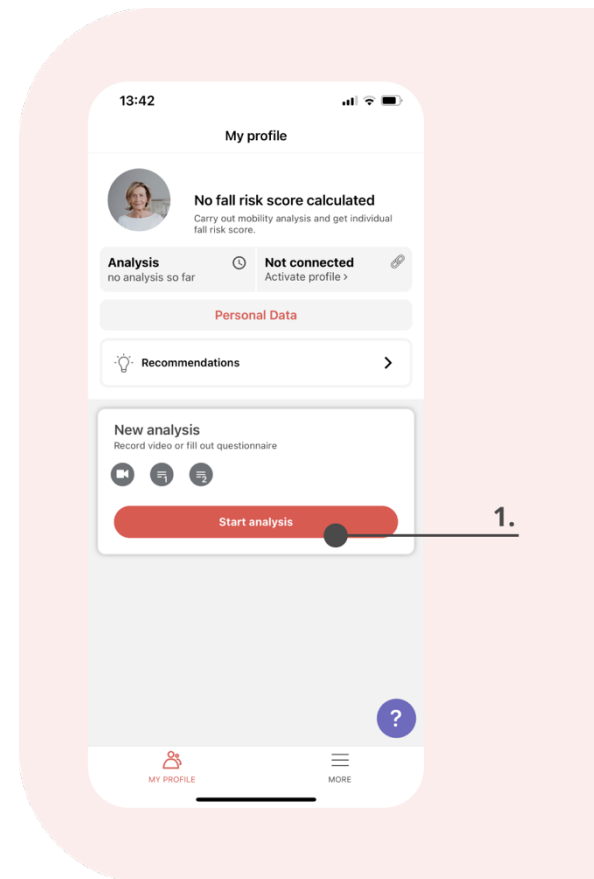 13:42
My profile
No fall risk score calculated
Carry out mobility analysis and get individual
fall risk score.
Analysis
no analysis so far
Not connected
Activate profile >
Personal Data
Recommendations
New analysis
Record video or fill out questionnaire
1
2
Start analysis
1.
?
MY PROFILE
MORE